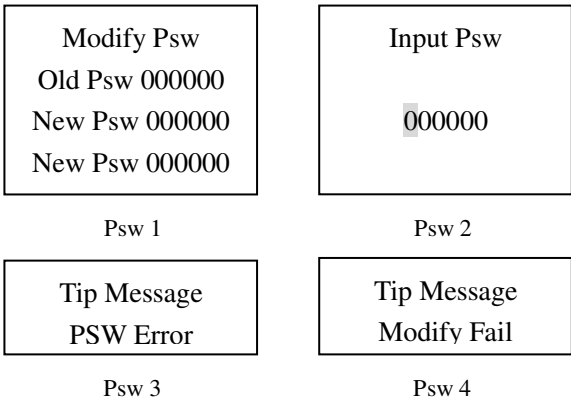 Modify Psw
Old Psw 000000
New Psw 000000
New Psw 000000
Psw 1
Input Psw
000000
Psw 2
Tip Message
PSW Error
Psw 3
Tip Message
Modify Fail
Psw 4